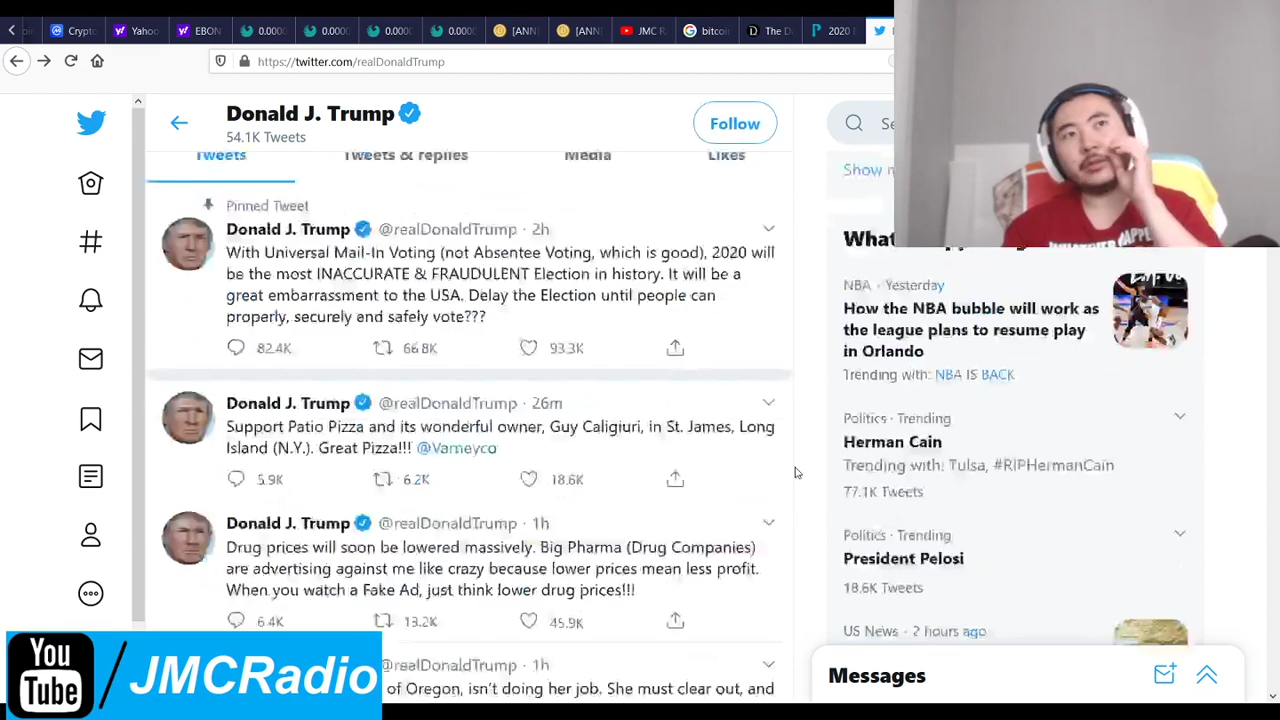 Crypto
Yahoo
EBON
0.0000
0.0000
0.0000
0.0000
[ANN]
[ANN]
JMC R
bitcoi
The D
2020
https://twitter.com/realDonaldTrump
Donald J. Trump
54.1K Tweets
Follow
Tweets
Tweets & replies
Media
Likes
Pinned Tweet
Donald J. Trump @realDonaldTrump · 2h
With Universal Mail-In Voting (not Absentee Voting, which is good), 2020 will
be the most INACCURATE & FRAUDULENT Election in history. It will be a
great embarrassment to the USA. Delay the Election until people can
properly, securely and safely vote???
82.4K 66.8K 93.3K
Donald J. Trump @realDonaldTrump · 26m
Support Patio Pizza and its wonderful owner, Guy Caligiuri, in St. James, Long
Island (N.Y.). Great Pizza!!! @Varneyco
5.9K 6.2K 18.6K
Donald J. Trump @realDonaldTrump · 1h
Drug prices will soon be lowered massively. Big Pharma (Drug Companies)
are advertising against me like crazy because lower prices mean less profit.
When you watch a Fake Ad, just think lower drug prices!!!
6.4K 13.2K 45.9K
@realDonaldTrump · 1h
of Oregon, isn't doing her job. She must clear out, and
Show
NBA · Yesterday
How the NBA bubble will work as
the league plans to resume play
in Orlando
Trending with: NBA IS BACK
Politics · Trending
Herman Cain
Trending with: Tulsa, #RIPHermanCain
77.1K Tweets
Politics · Trending
President Pelosi
18.6K Tweets
US News · 2 hours ago
Messages
You
Tube
/JMCRadio